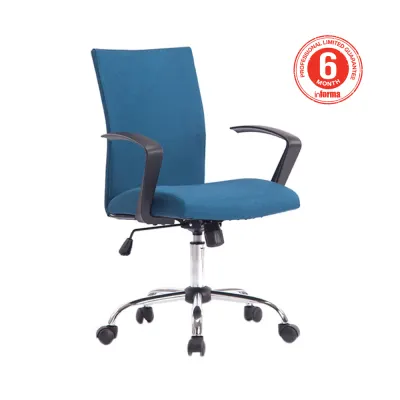 PROFESSIONAL LIMITED GUARANTEE
6
MONTH
informa